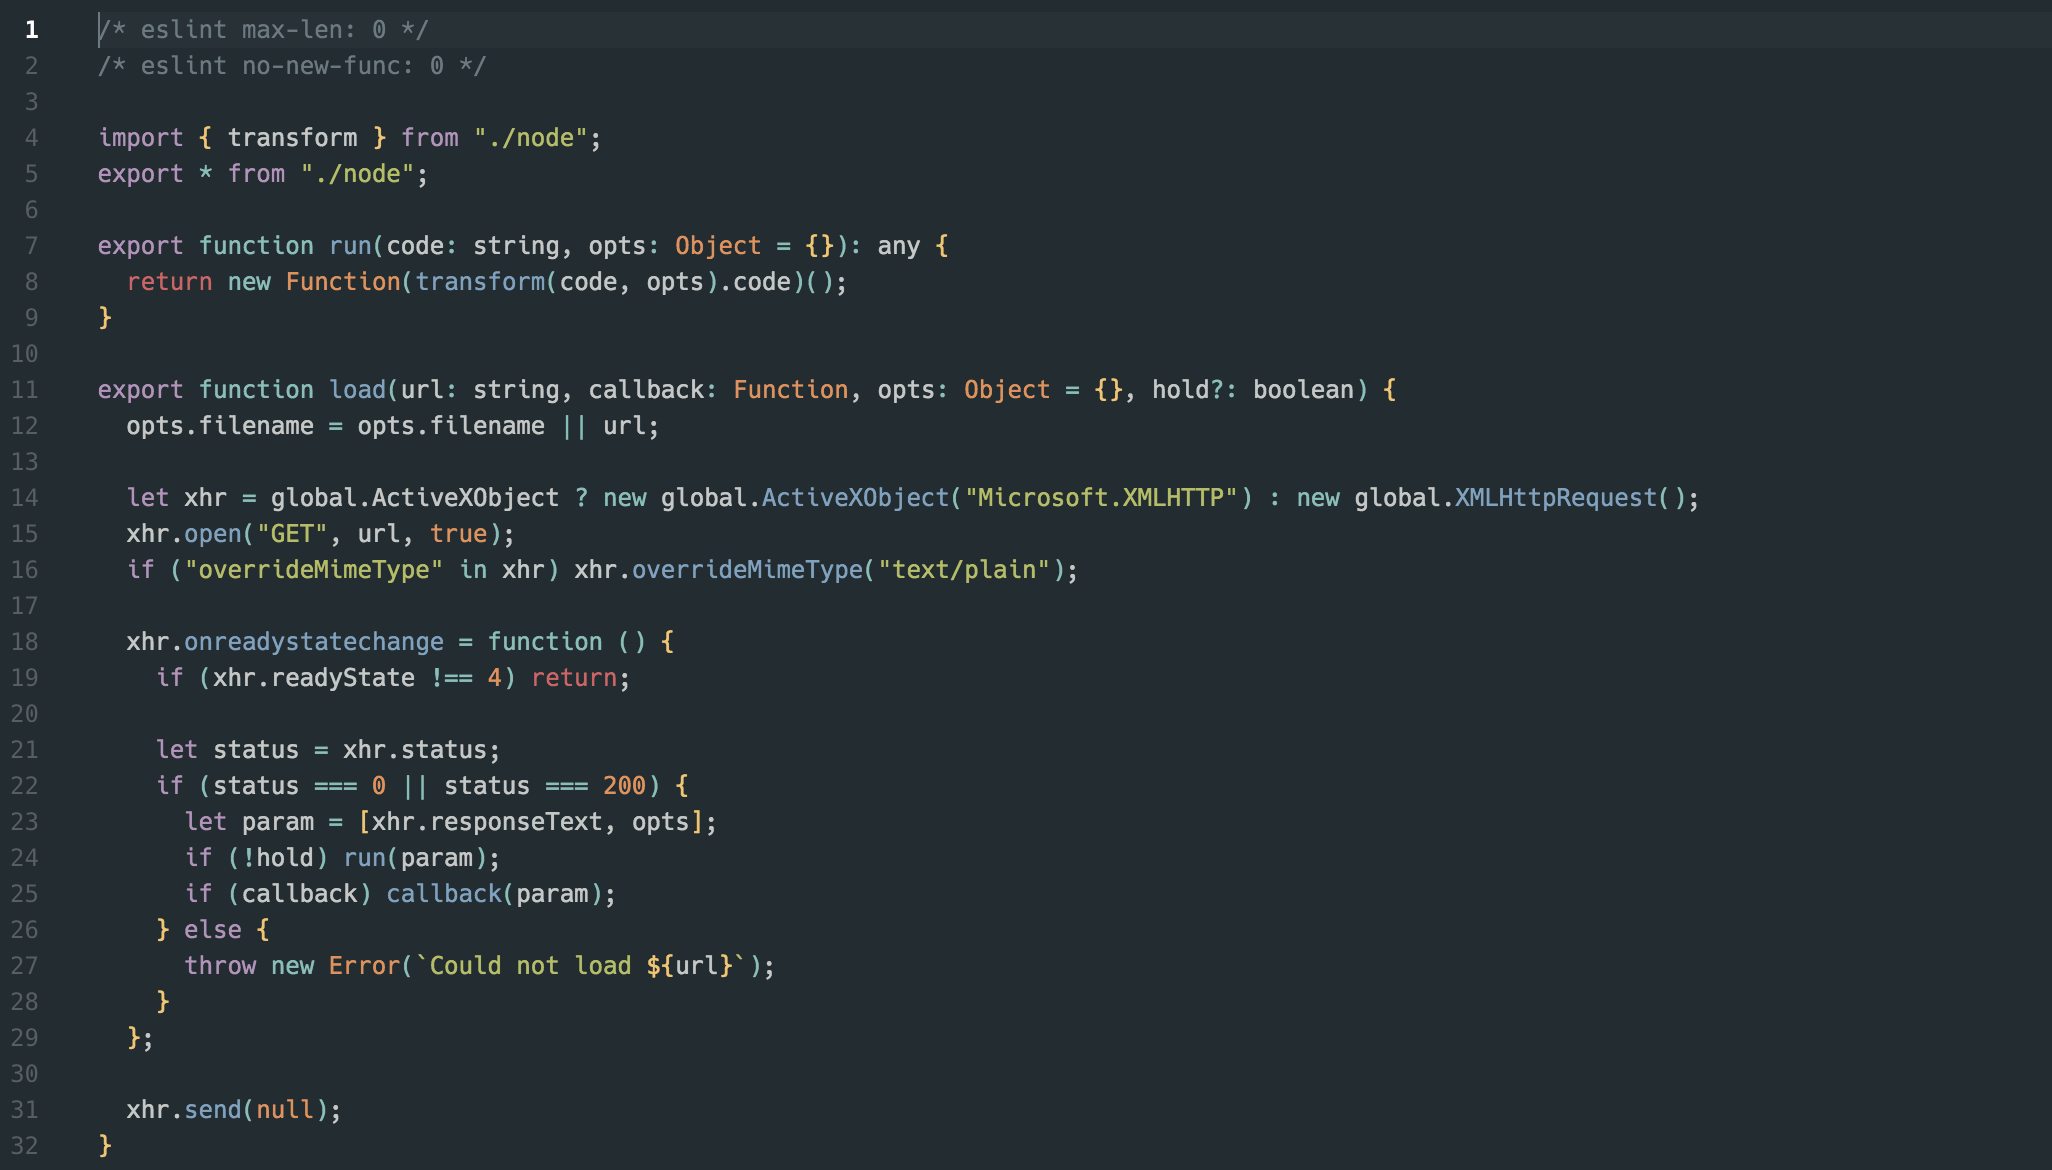 1 /* eslint max-len: 0 */
2 /* eslint no-new-func: 0 */
3
4 import { transform } from "./node";
5 export * from "./node";
6
7 export function run(code: string, opts: Object = {}): any {
8   return new Function(transform(code, opts).code)();
9 }
10
11 export function load(url: string, callback: Function, opts: Object = {}, hold?: boolean) {
12   opts.filename = opts.filename || url;
13
14   let xhr = global.ActiveXObject ? new global.ActiveXObject("Microsoft.XMLHTTP") : new global.XMLHttpRequest();
15   xhr.open("GET", url, true);
16   if ("overrideMimeType" in xhr) xhr.overrideMimeType("text/plain");
17
18   xhr.onreadystatechange = function () {
19     if (xhr.readyState !== 4) return;
20
21     let status = xhr.status;
22     if (status === 0 || status === 200) {
23       let param = [xhr.responseText, opts];
24       if (!hold) run(param);
25       if (callback) callback(param);
26     } else {
27       throw new Error(`Could not load ${url}`);
28     }
29   };
30
31   xhr.send(null);
32 }